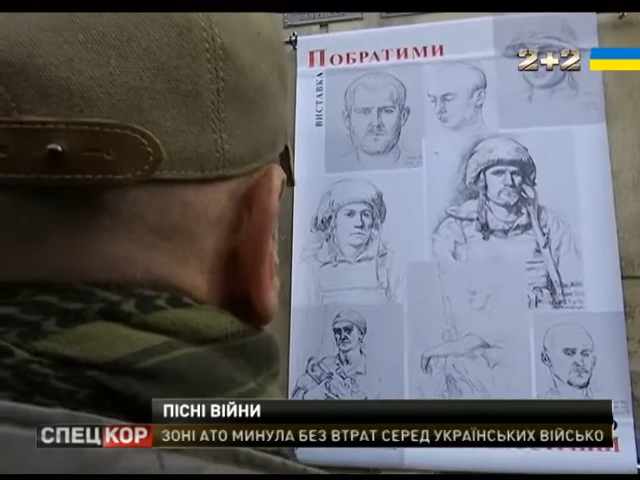 ПОБРАТИМИ
ВИСТАВКА
2+2
ПІСНІ ВІЙНИ
СПЕЦКОР
ЗОНІ АТО МИНУЛА БЕЗ ВТРАТ СЕРЕД УКРАЇНСЬКИХ ВІЙСЬКО